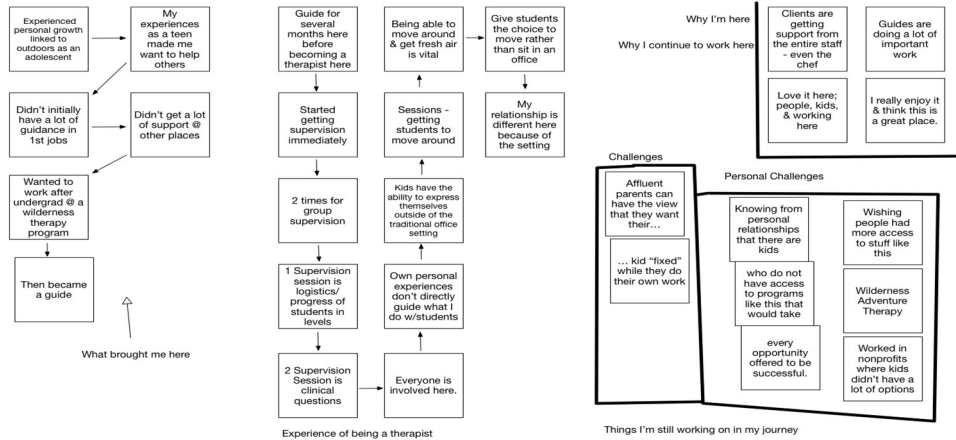 Experienced
personal growth
linked to
outdoors as an
adolescent
My
experiences
as a teen
made me
want to help
others
Didn't initially
have a lot of
guidance in
1st jobs
Didn't get a lot
of support @
other places
Wanted to
work after
undergrad @ a
wilderness
therapy
program
Then became
a guide
What brought me here
Guide for
several
months here
before
becoming a
therapist here
Started
getting
supervision
immediately
2 times for
group
supervision
1 Supervision
session is
logistics/
progress of
students in
levels
2 Supervision
Session is
clinical
questions
Everyone is
involved here.
Own personal
experiences
don't directly
guide what I
do w/students
Kids have the
ability to express
themselves
outside of the
traditional office
setting
Sessions -
getting
students to
move around
Being able to
move around
& get fresh air
is vital
Give students
the choice to
move rather
than sit in an
office
My
relationship is
different here
because of
the setting
Experience of being a therapist
Why I'm here
Why I continue to work here
Clients are
getting
support from
the entire staff
- even the
chef
Guides are
doing a lot of
important
work
Love it here;
people, kids,
& working
here
I really enjoy it
& think this is
a great place.
Challenges
Affluent
parents can
have the view
that they want
their…
… kid “fixed”
while they do
their own work
Personal Challenges
Knowing from
personal
relationships
that there are
kids
who do not
have access
to programs
like this that
would take
every
opportunity
offered to be
successful.
Wishing
people had
more access
to stuff like
this
Wilderness
Adventure
Therapy
Worked in
nonprofits
where kids
didn't have a
lot of options
Things I'm still working on in my journey